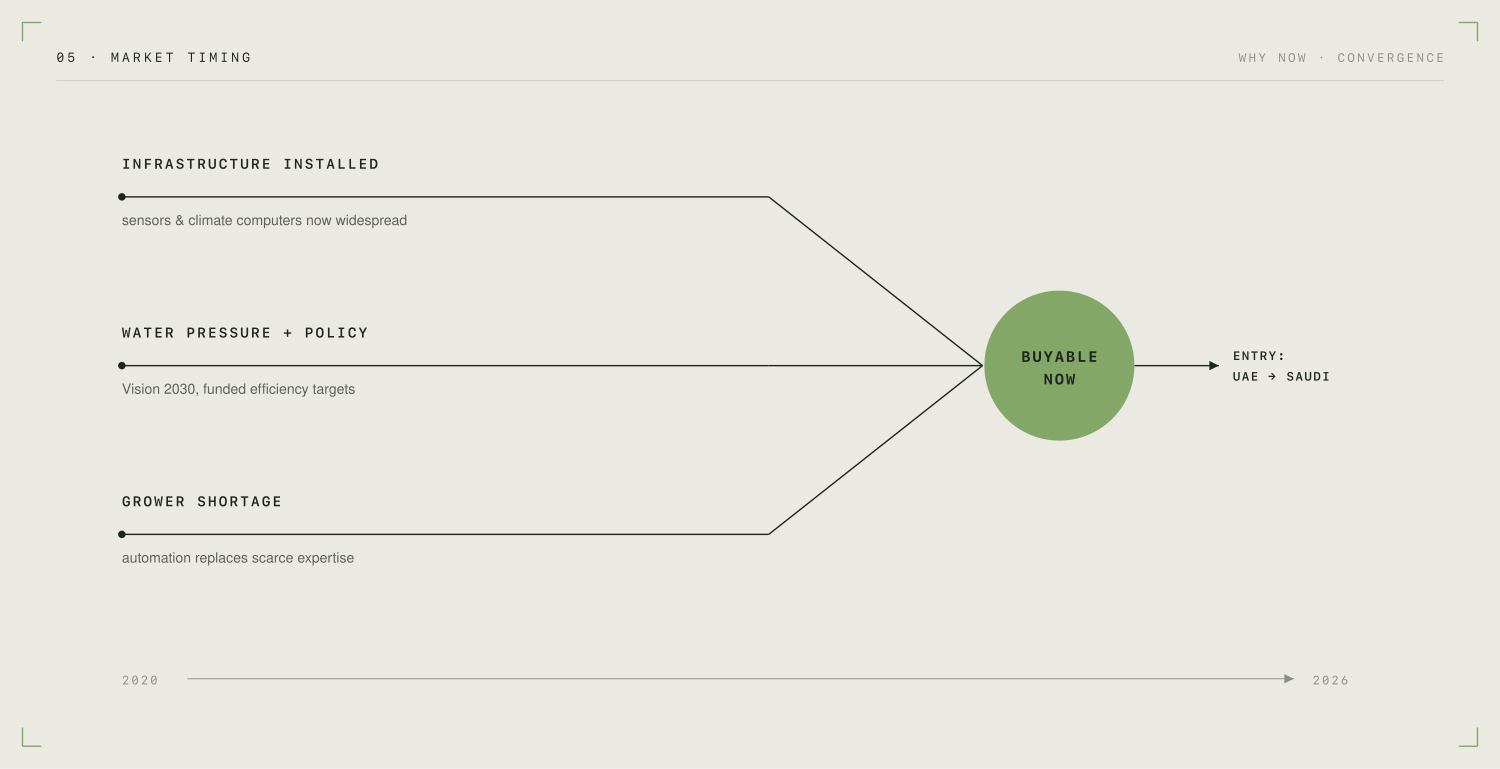 05 · MARKET TIMING
WHY NOW · CONVERGENCE
INFRASTRUCTURE INSTALLED
sensors & climate computers now widespread
WATER PRESSURE + POLICY
Vision 2030, funded efficiency targets
GROWER SHORTAGE
automation replaces scarce expertise
BUYABLE
NOW
ENTRY:
UAE → SAUDI
2020
2026